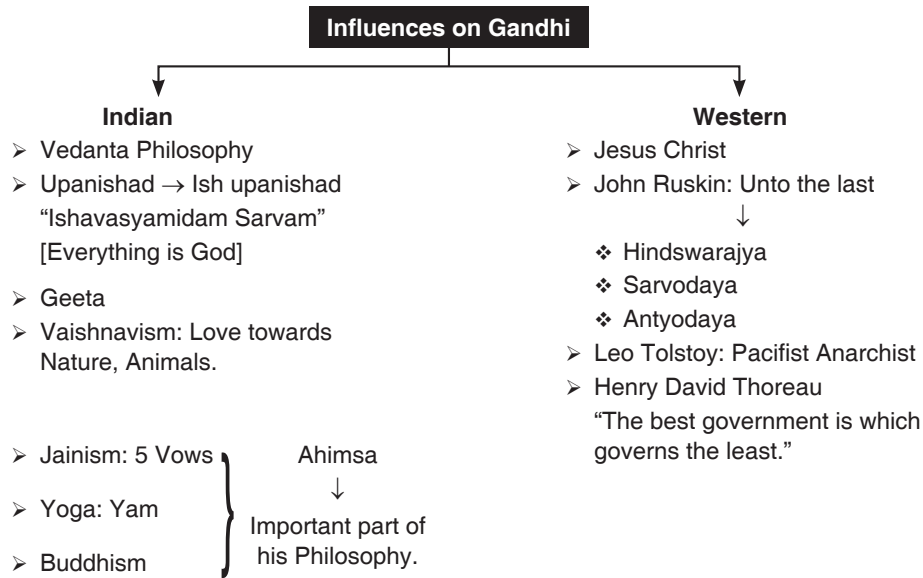 Influences on Gandhi
Indian
➢ Vedanta Philosophy
➢ Upanishad → Ish upanishad
“Ishavasyamidam Sarvam”
[Everything is God]
➢ Geeta
➢ Vaishnavism: Love towards
Nature, Animals.
➢ Jainism: 5 Vows
➢ Yoga: Yam
➢ Buddhism
Ahimsa
↓
Important part of
his Philosophy.
Western
➢ Jesus Christ
➢ John Ruskin: Unto the last
↓
❖ Hindswarajya
❖ Sarvodaya
❖ Antyodaya
➢ Leo Tolstoy: Pacifist Anarchist
➢ Henry David Thoreau
“The best government is which
governs the least.”